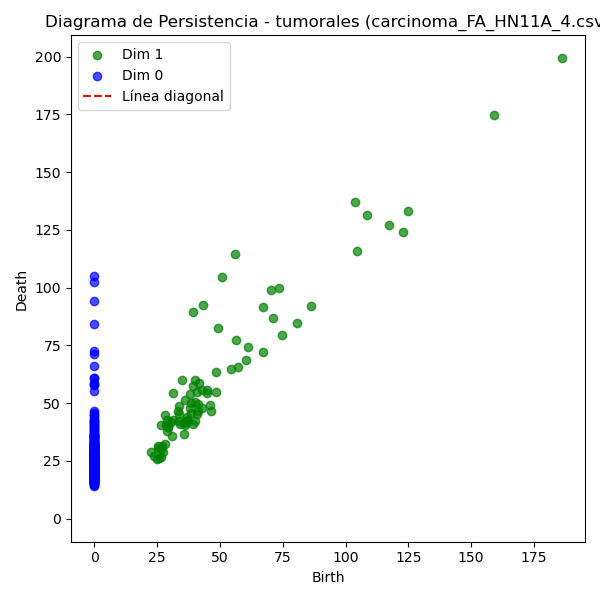 Diagrama de Persistencia - tumorales (carcinoma_FA_HN11A_4.csv
Dim 1
Dim 0
Línea diagonal
200
175
150
125
100
75
50
25
0
Death
0 25 50 75 100 125 150 175
Birth